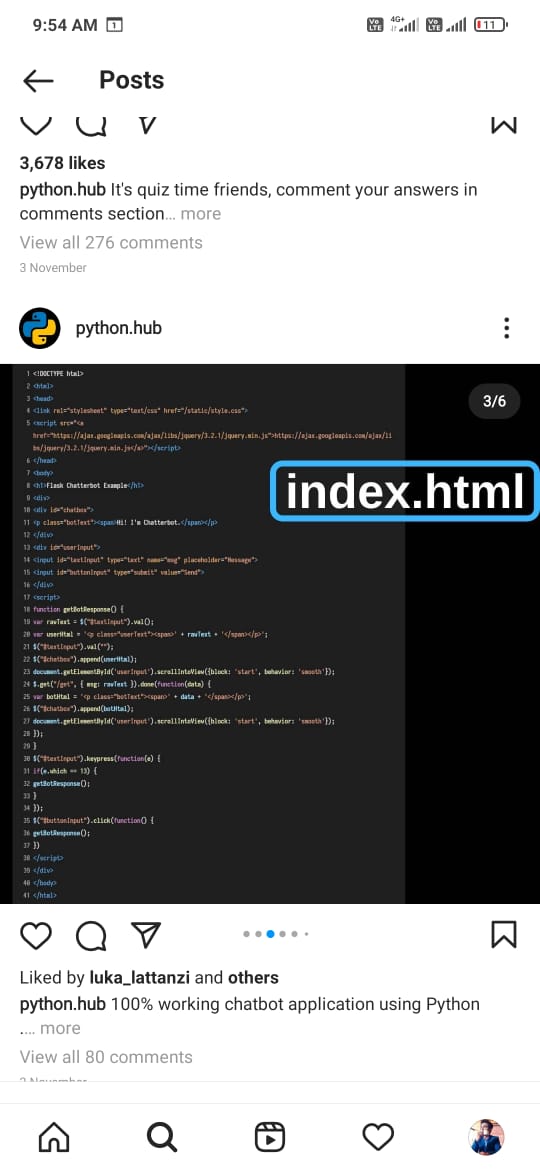 9:54 AM 1
Vo LTE 4G+ Vo LTE 11
Posts
3,678 likes
python.hub It's quiz time friends, comment your answers in
comments section... more
View all 276 comments
3 November
python.hub
3/6
index.html
1 <!DOCTYPE html>
2 <html>
3 <head>
4 <link rel="stylesheet" type="text/css" href="/static/style.css">
5 <script src="<a
href="https://ajax.googleapis.com/ajax/libs/jquery/3.2.1/jquery.min.js">https://ajax.googleapis.com/ajax/li
bs/jquery/3.2.1/jquery.min.js</a>"></script>
6 </head>
7 <body>
8 <h1>Flask Chatterbot Example</h1>
9 <div>
10 <div id="chatbox">
11 <p class="botText"><span>Hi! I'm Chatterbot.</span></p>
12 </div>
13 <div id="userInput">
14 <input id="textInput" type="text" name="msg" placeholder="Message">
15 <input id="buttonInput" type="submit" value="Send">
16 </div>
17 <script>
18 function getBotResponse() {
19 var rawText = $("#textInput").val();
20 var userHtml = '<p class="userText"><span>' + rawText + '</span></p>';
21 $("#textInput").val("");
22 $("#chatbox").append(userHtml);
23 document.getElementById('userInput').scrollIntoView({block: 'start', behavior: 'smooth'});
24 $.get("/get", { msg: rawText }).done(function(data) {
25 var botHtml = '<p class="botText"><span>' + data + '</span></p>';
26 $("#chatbox").append(botHtml);
27 document.getElementById('userInput').scrollIntoView({block: 'start', behavior: 'smooth'});
28 });
29 }
30 $("#textInput").keypress(function(e) {
31 if(e.which == 13) {
32 getBotResponse();
33 }
34 });
35 $("#buttonInput").click(function() {
36 getBotResponse();
37 })
38 </script>
39 </div>
40 </body>
41 </html>
Liked by luka_lattanzi and others
python.hub 100% working chatbot application using Python
.... more
View all 80 comments